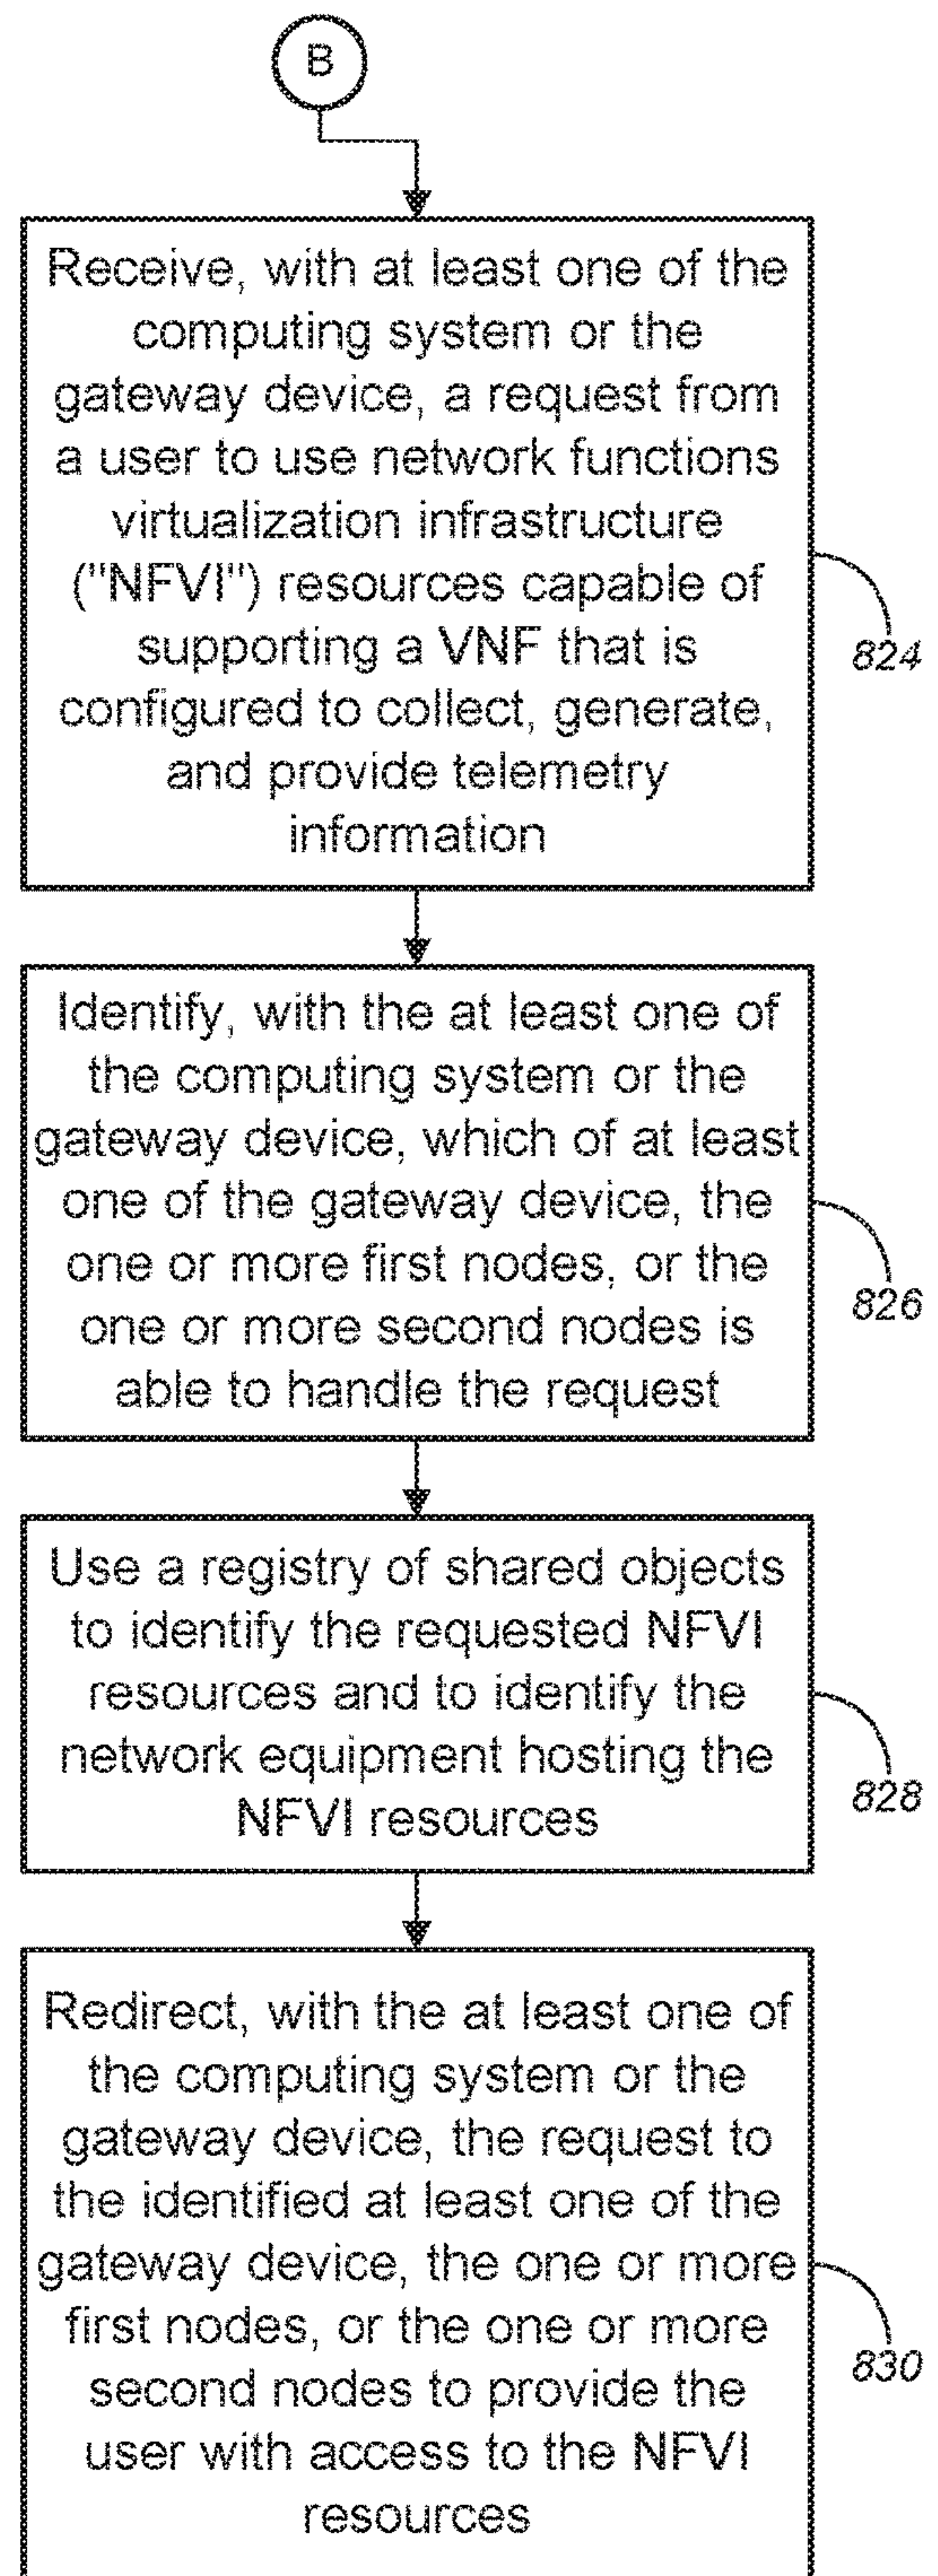 B
Receive, with at least one of the
computing system or the
gateway device, a request from
a user to use network functions
virtualization infrastructure
("NFVI") resources capable of
supporting a VNF that is
configured to collect, generate,
and provide telemetry
information
824
Identify, with the at least one of
the computing system or the
gateway device, which of at least
one of the gateway device, the
one or more first nodes, or the
one or more second nodes is
able to handle the request
826
Use a registry of shared objects
to identify the requested NFVI
resources and to identify the
network equipment hosting the
NFVI resources
828
Redirect, with the at least one of
the computing system or the
gateway device, the request to
the identified at least one of the
gateway device, the one or more
first nodes, or the one or more
second nodes to provide the
user with access to the NFVI
resources
830